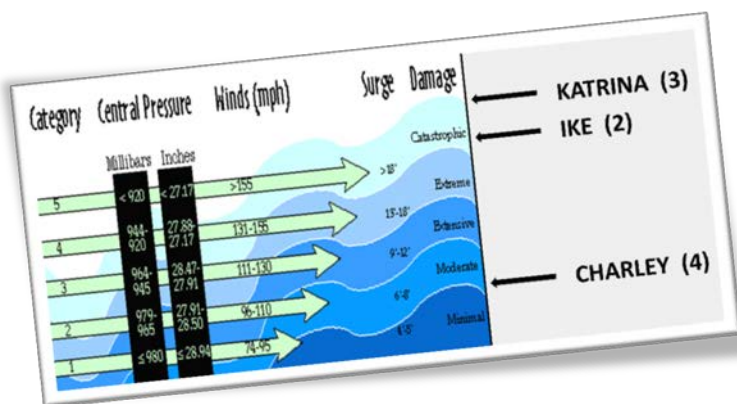 Category Central Pressure Winds (mph) Surge Damage
Millibars Inches
KATRINA (3)
IKE (2)
Catastrophic
5 < 920 < 27.17 >155 >18'
Extreme
4 944-920 27.88-27.17 131-155 13'-18'
Extensive
3 964-945 28.47-27.91 111-130 9'-12'
Moderate
CHARLEY (4)
2 979-965 27.91-28.50 96-110 6'-8'
Minimal
1 ≤ 980 ≤ 28.94 74-95 4'-5'